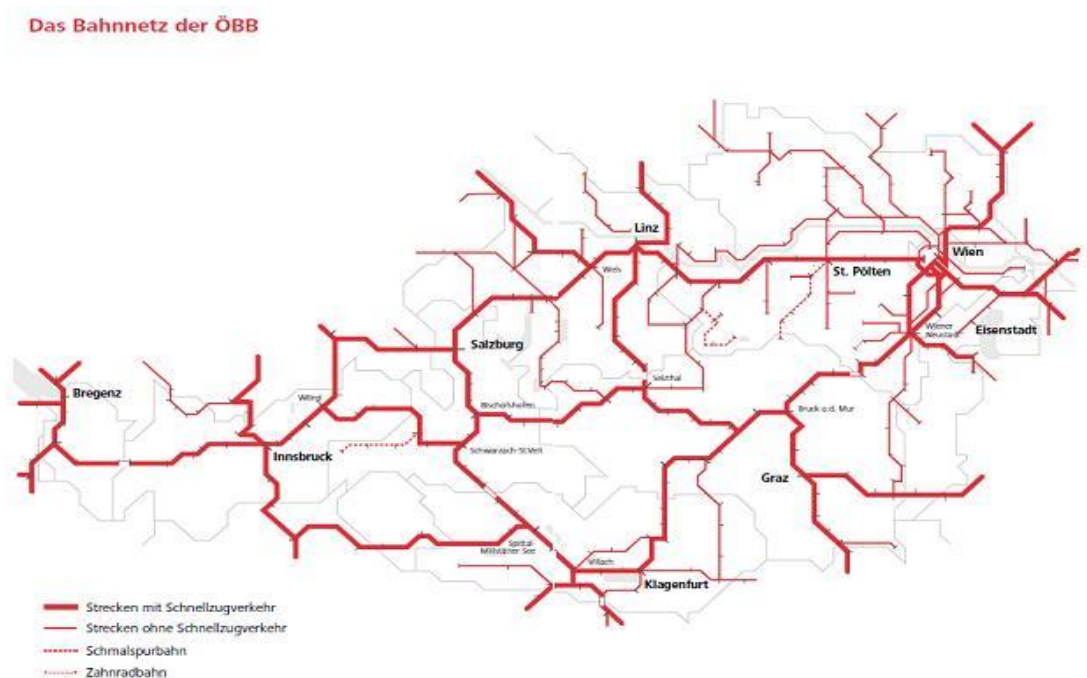 Das Bahnnetz der ÖBB
Linz
Wels
Wien
St. Pölten
Wiener
Neustadt
Eisenstadt
Salzburg
Bregenz
Wörgl
Bischofshofen
Selzthal
Bruck a.d. Mur
Innsbruck
Schwarzach-St.Veit
Graz
Spittal-
Millstätter See
Villach
Klagenfurt
Strecken mit Schnellzugverkehr
Strecken ohne Schnellzugverkehr
Schmalspurbahn
Zahnradbahn